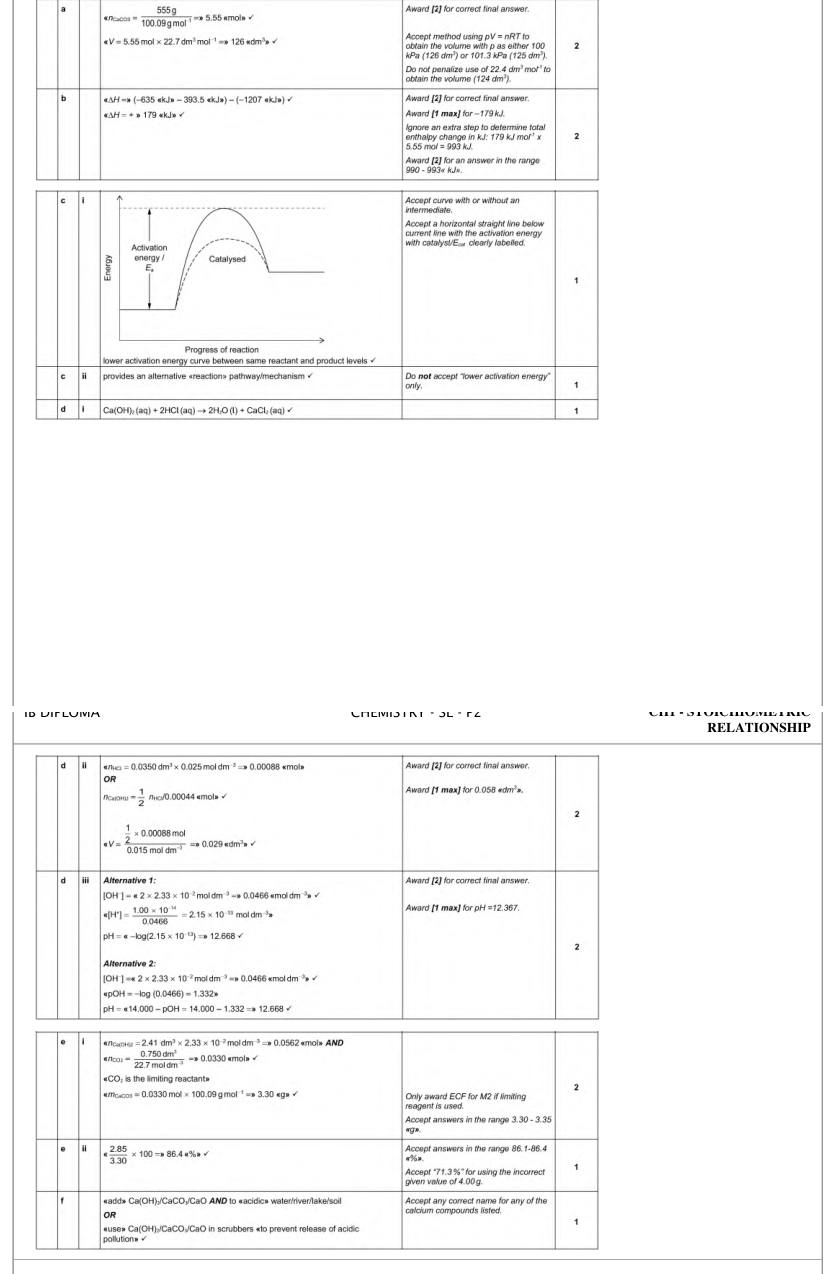 a
«nCaCO3 = 555 g / 100.09 g mol⁻¹ =» 5.55 «mol» ✓
«V = 5.55 mol × 22.7 dm³ mol⁻¹ =» 126 «dm³» ✓
Award [2] for correct final answer.
Accept method using pV = nRT to
obtain the volume with p as either 100
kPa (126 dm³) or 101.3 kPa (125 dm³).
Do not penalize use of 22.4 dm³ mol⁻¹ to
obtain the volume (124 dm³).
2
b
«ΔH =» (–635 «kJ» – 393.5 «kJ») – (–1207 «kJ») ✓
«ΔH = + » 179 «kJ» ✓
Award [2] for correct final answer.
Award [1 max] for –179 kJ.
Ignore an extra step to determine total
enthalpy change in kJ: 179 kJ mol⁻¹ x
5.55 mol = 993 kJ.
Award [2] for an answer in the range
990 - 993« kJ».
2
c i
Energy
Activation
energy /
Eₐ
Catalysed
Progress of reaction
lower activation energy curve between same reactant and product levels ✓
Accept curve with or without an
intermediate.
Accept a horizontal straight line below
current line with the activation energy
with catalyst/Ecat clearly labelled.
1
c ii
provides an alternative «reaction» pathway/mechanism ✓
Do not accept "lower activation energy"
only.
1
d i
Ca(OH)₂ (aq) + 2HCl (aq) → 2H₂O (l) + CaCl₂ (aq) ✓
1
IB DIPLOMA
CHEMISTRY - SL - P2
CH1 - STOICHIOMETRIC
RELATIONSHIP
d ii
«nHCl = 0.0350 dm³ × 0.025 mol dm⁻³ =» 0.00088 «mol»
OR
nCa(OH)2 = 1/2 nHCl/0.00044 «mol» ✓
«V = (1/2 × 0.00088 mol) / 0.015 mol dm⁻³ =» 0.029 «dm³» ✓
Award [2] for correct final answer.
Award [1 max] for 0.058 «dm³».
2
d iii
Alternative 1:
[OH⁻] = « 2 × 2.33 × 10⁻² mol dm⁻³ =» 0.0466 «mol dm⁻³» ✓
«[H⁺] = 1.00 × 10⁻¹⁴ / 0.0466 = 2.15 × 10⁻¹³ mol dm⁻³»
pH = « –log(2.15 × 10⁻¹³) =» 12.668 ✓
Alternative 2:
[OH⁻] =« 2 × 2.33 × 10⁻² mol dm⁻³ =» 0.0466 «mol dm⁻³» ✓
«pOH = –log (0.0466) = 1.332»
pH = «14.000 – pOH = 14.000 – 1.332 =» 12.668 ✓
Award [2] for correct final answer.
Award [1 max] for pH =12.367.
2
e i
«nCa(OH)2 = 2.41 dm³ × 2.33 × 10⁻² mol dm⁻³ =» 0.0562 «mol» AND
«nCO2 = 0.750 dm³ / 22.7 mol dm⁻³ =» 0.0330 «mol» ✓
«CO₂ is the limiting reactant»
«mCaCO3 = 0.0330 mol × 100.09 g mol⁻¹ =» 3.30 «g» ✓
Only award ECF for M2 if limiting
reagent is used.
Accept answers in the range 3.30 - 3.35
«g».
2
e ii
« 2.85 / 3.30 × 100 =» 86.4 «%» ✓
Accept answers in the range 86.1-86.4
«%».
Accept "71.3 %" for using the incorrect
given value of 4.00 g.
1
f
«add» Ca(OH)₂/CaCO₃/CaO AND to «acidic» water/river/lake/soil
OR
«use» Ca(OH)₂/CaCO₃/CaO in scrubbers «to prevent release of acidic
pollution» ✓
Accept any correct name for any of the
calcium compounds listed.
1